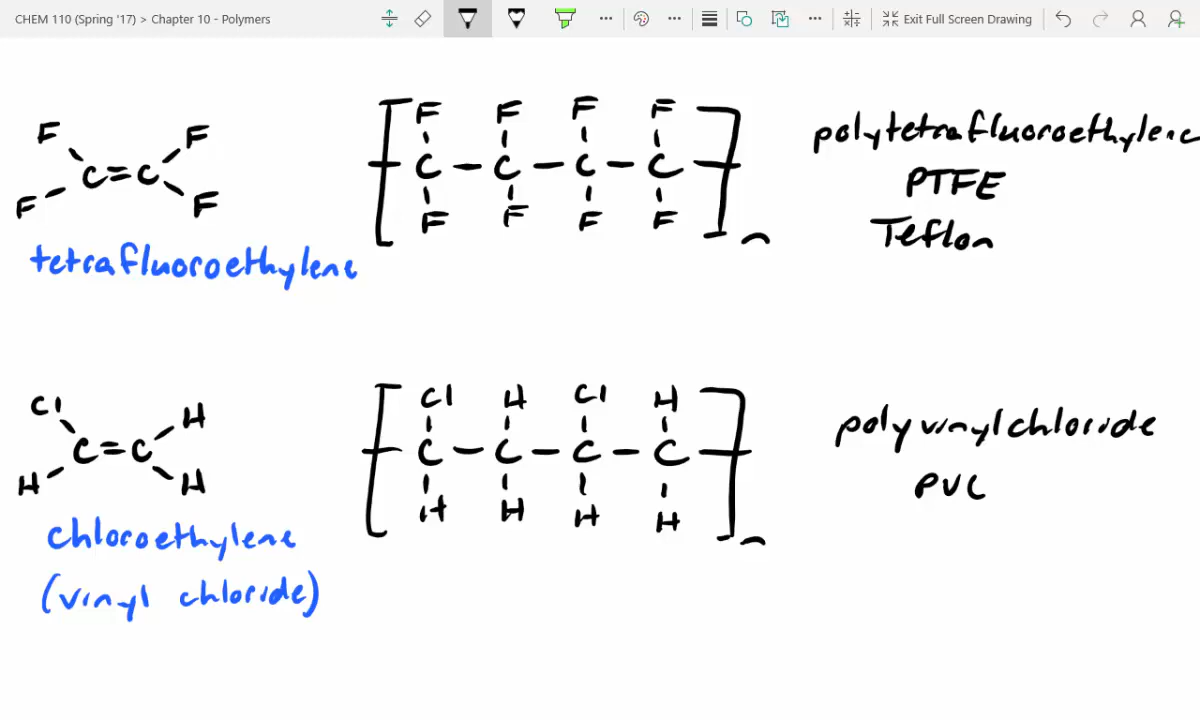 CHEM 110 (Spring '17) > Chapter 10 - Polymers
Exit Full Screen Drawing
F F
C=C
F F
tetrafluoroethylene
F F F F
C - C - C - C
F F F F
n
polytetrafluoroethylene
PTFE
Teflon
Cl H
C=C
H H
chloroethylene
(vinyl chloride)
Cl H Cl H
C - C - C - C
H H H H
n
polyvinylchloride
PVC